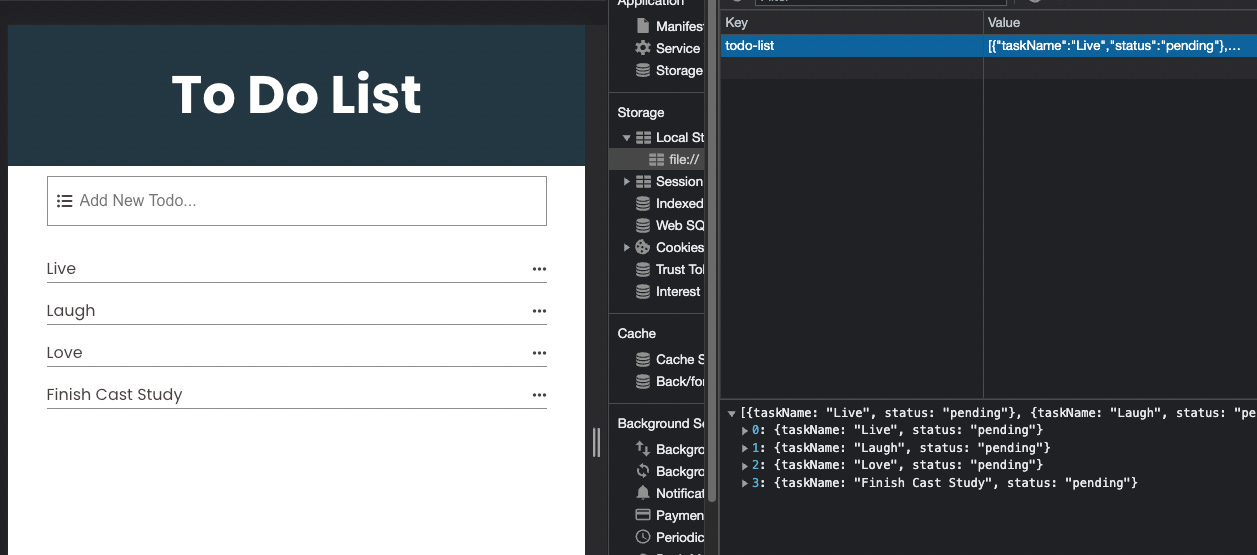 To Do List
Add New Todo...
Live
Laugh
Love
Finish Cast Study
Application
Manifes
Service
Storage
Storage
Local St
file://
Session
Indexed
Web SQ
Cookies
Trust To
Interest
Cache
Cache S
Back/for
Background Se
Backgro
Backgro
Notificat
Paymen
Periodic
Key Value
todo-list [{"taskName":"Live","status":"pending"},...
[{taskName: "Live", status: "pending"}, {taskName: "Laugh", status: "pe
0: {taskName: "Live", status: "pending"}
1: {taskName: "Laugh", status: "pending"}
2: {taskName: "Love", status: "pending"}
3: {taskName: "Finish Cast Study", status: "pending"}